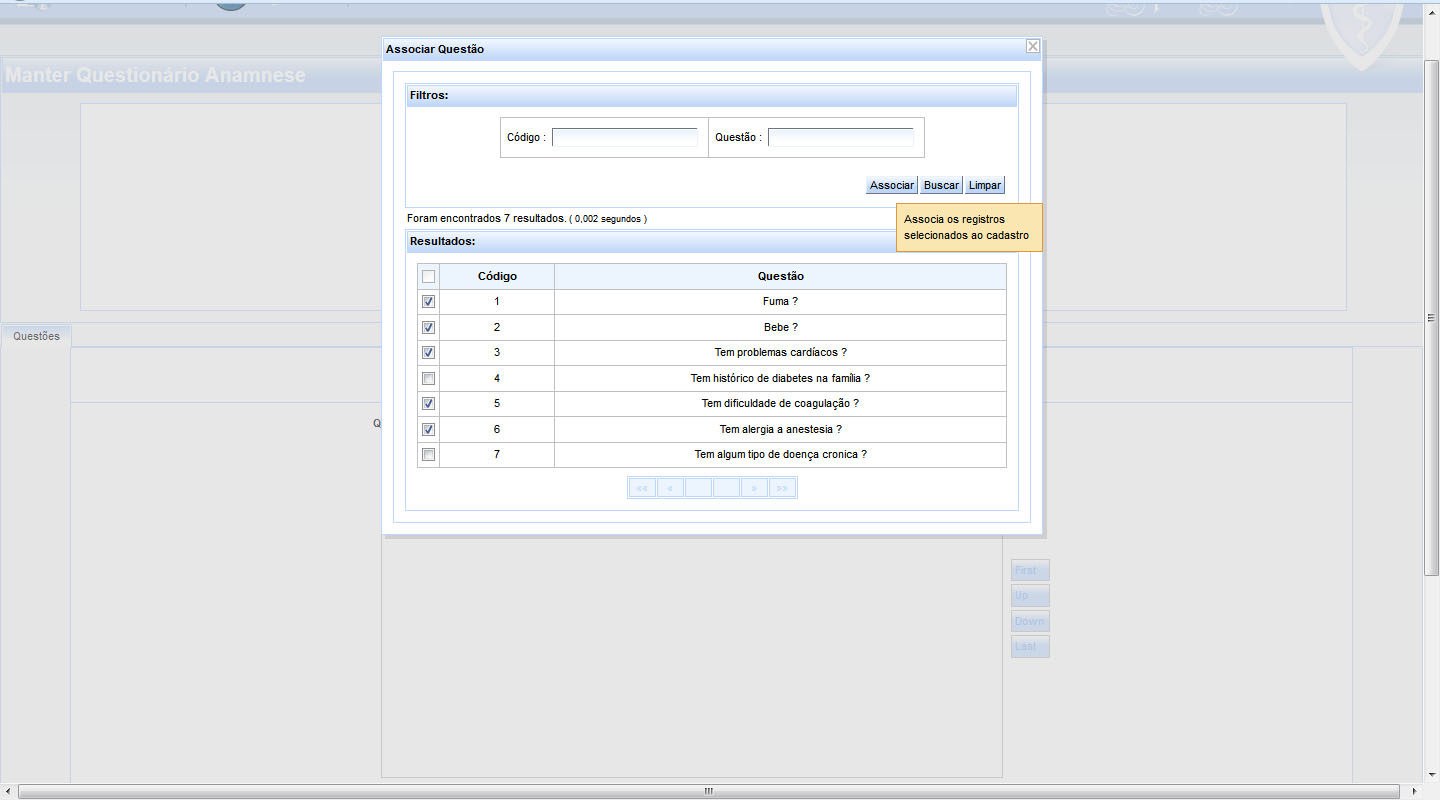 Associar Questão
Manter Questionário Anamnese
Filtros:
Código :
Questão :
Associar Buscar Limpar
Foram encontrados 7 resultados. ( 0,002 segundos )
Associa os registros
selecionados ao cadastro
Resultados:
Código Questão
1 Fuma ?
2 Bebe ?
3 Tem problemas cardíacos ?
4 Tem histórico de diabetes na família ?
5 Tem dificuldade de coagulação ?
6 Tem alergia a anestesia ?
7 Tem algum tipo de doença cronica ?
«« « » »»
Questões
Q
First
Up
Down
Last